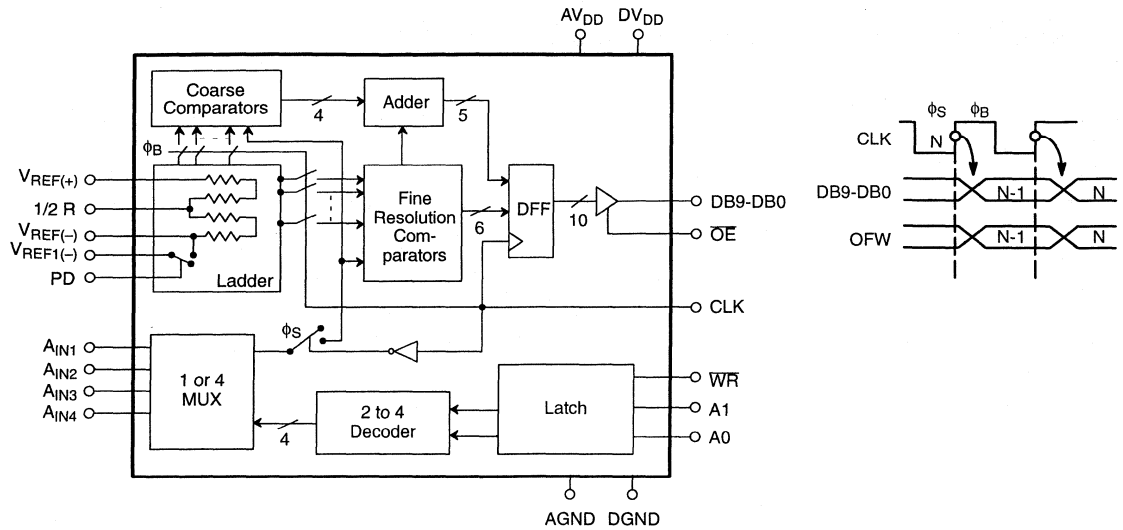 AVDD DVDD
Coarse
Comparators
4
Adder
5
ϕB
VREF(+)
1/2 R
VREF(–)
VREF1(–)
PD
Ladder
Fine
Resolution
Com-
parators
6
DFF
10
DB9-DB0
OE
CLK
ϕS
AIN1
AIN2
AIN3
AIN4
1 or 4
MUX
4
2 to 4
Decoder
Latch
WR
A1
A0
AGND DGND
ϕS ϕB
CLK N
DB9-DB0 N-1 N
OFW N-1 N